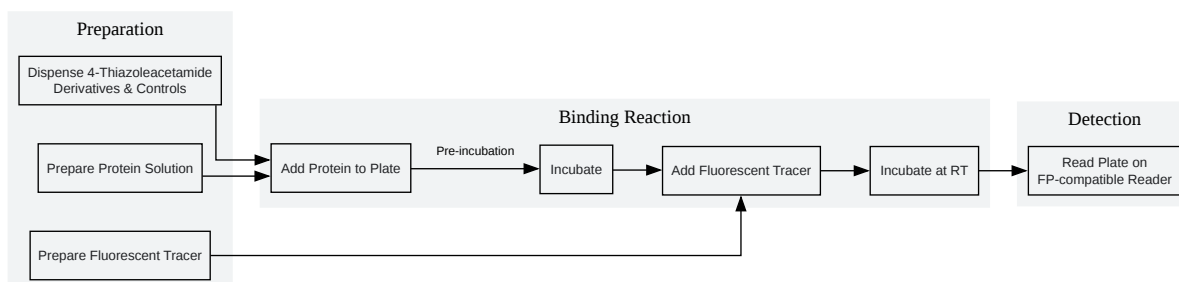 Preparation
Dispense 4-Thiazoleacetamide
Derivatives & Controls
Prepare Protein Solution
Prepare Fluorescent Tracer
Binding Reaction
Add Protein to Plate
Pre-incubation
Incubate
Add Fluorescent Tracer
Incubate at RT
Detection
Read Plate on
FP-compatible Reader